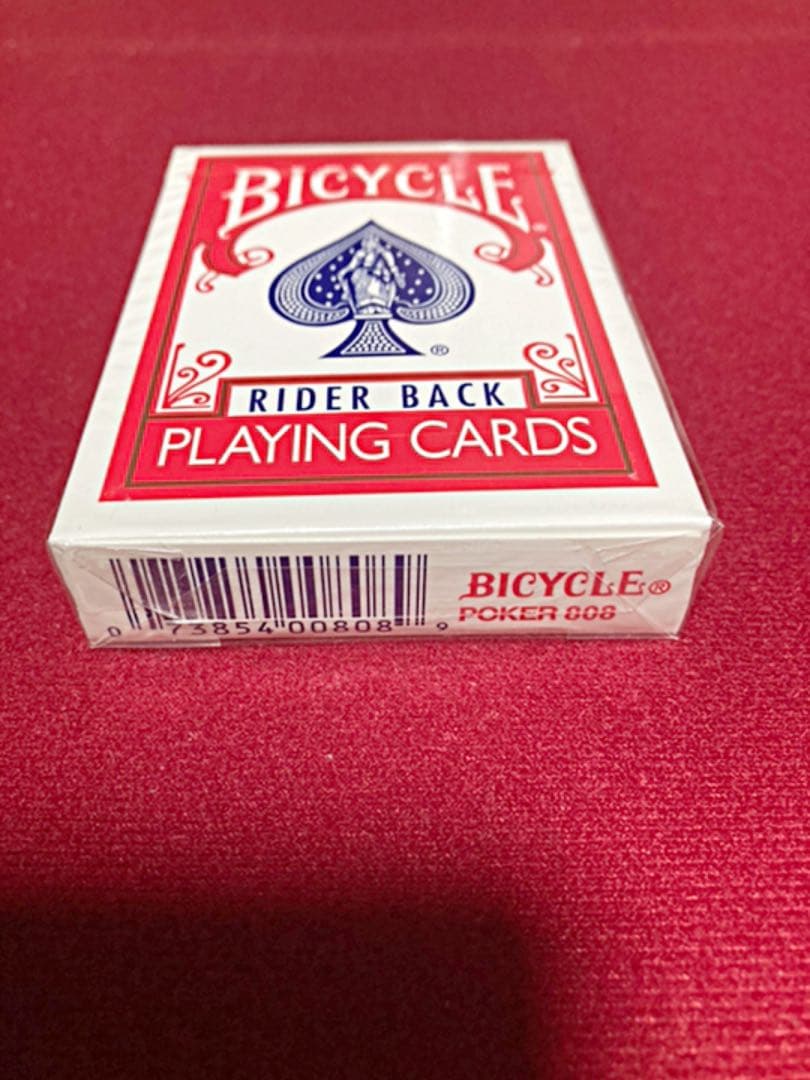 BICYCLE®
®
RIDER BACK
PLAYING CARDS
0 73854 00808 9
BICYCLE®
POKER 808